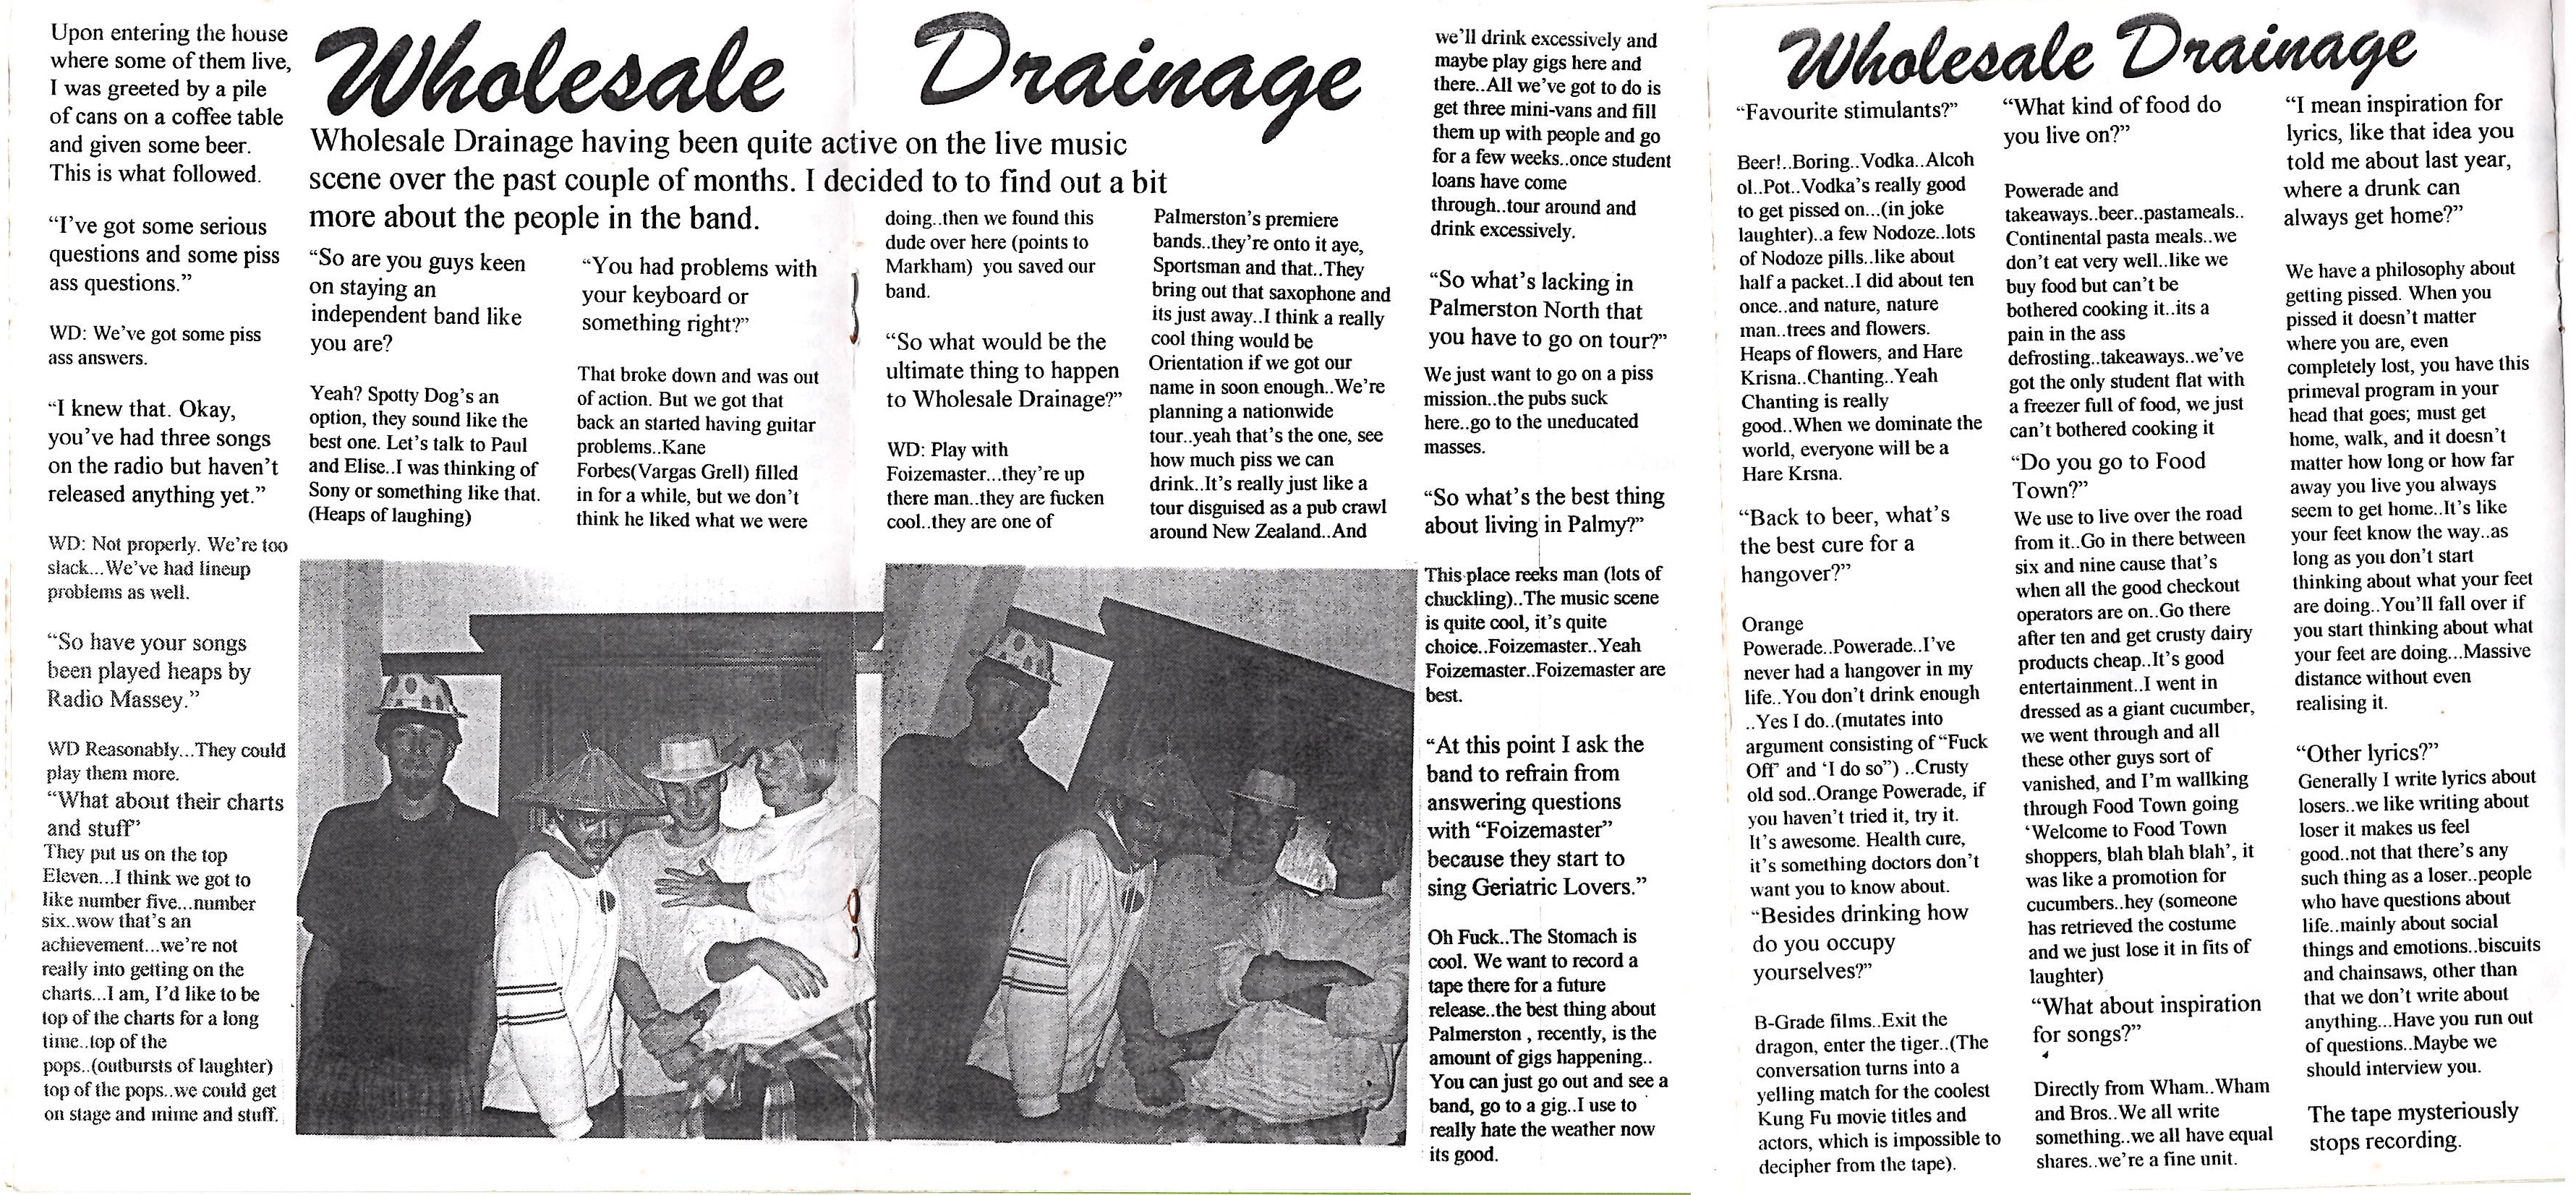 Wholesale Drainage
Wholesale Drainage having been quite active on the live music
scene over the past couple of months. I decided to to find out a bit
more about the people in the band.
Upon entering the house
where some of them live,
I was greeted by a pile
of cans on a coffee table
and given some beer.
This is what followed.
“I’ve got some serious
questions and some piss
ass questions.”
WD: We’ve got some piss
ass answers.
“I knew that. Okay,
you’ve had three songs
on the radio but haven’t
released anything yet.”
WD: Not properly. We’re too
slack...We’ve had lineup
problems as well.
“So have your songs
been played heaps by
Radio Massey.”
WD Reasonably...They could
play them more.
“What about their charts
and stuff”
They put us on the top
Eleven...I think we got to
like number five...number
six..wow that’s an
achievement...we’re not
really into getting on the
charts...I am, I’d like to be
top of the charts for a long
time..top of the
pops..(outbursts of laughter)
top of the pops..we could get
on stage and mime and stuff.
“So are you guys keen
on staying an
independent band like
you are?
Yeah? Spotty Dog’s an
option, they sound like the
best one. Let’s talk to Paul
and Elise..I was thinking of
Sony or something like that.
(Heaps of laughing)
“You had problems with
your keyboard or
something right?”
That broke down and was out
of action. But we got that
back an started having guitar
problems..Kane
Forbes(Vargas Grell) filled
in for a while, but we don’t
think he liked what we were
doing..then we found this
dude over here (points to
Markham)  you saved our
band.
“So what would be the
ultimate thing to happen
to Wholesale Drainage?”
WD: Play with
Foizemaster...they’re up
there man..they are fucken
cool..they are one of
Palmerston’s premiere
bands..they’re onto it aye,
Sportsman and that..They
bring out that saxophone and
its just away..I think a really
cool thing would be
Orientation if we got our
name in soon enough..We’re
planning a nationwide
tour..yeah that’s the one, see
how much piss we can
drink..It’s really just like a
tour disguised as a pub crawl
around New Zealand..And
we’ll drink excessively and
maybe play gigs here and
there..All we’ve got to do is
get three mini-vans and fill
them up with people and go
for a few weeks..once student
loans have come
through..tour around and
drink excessively.
“So what’s lacking in
Palmerston North that
you have to go on tour?”
We just want to go on a piss
mission..the pubs suck
here..go to the uneducated
masses.
“So what’s the best thing
about living in Palmy?”
This place reeks man (lots of
chuckling)..The music scene
is quite cool, it’s quite
choice..Foizemaster..Yeah
Foizemaster..Foizemaster are
best.
“At this point I ask the
band to refrain from
answering questions
with “Foizemaster”
because they start to
sing Geriatric Lovers.”
Oh Fuck..The Stomach is
cool. We want to record a
tape there for a future
release..the best thing about
Palmerston , recently, is the
amount of gigs happening..
You can just go out and see a
band, go to a gig..I use to
really hate the weather now
its good.
Wholesale Drainage
“Favourite stimulants?”
Beer!..Boring..Vodka..Alcoh
ol..Pot..Vodka’s really good
to get pissed on...(in joke
laughter)..a few Nodoze..lots
of Nodoze pills..like about
half a packet..I did about ten
once..and nature, nature
man..trees and flowers.
Heaps of flowers, and Hare
Krisna..Chanting..Yeah
Chanting is really
good..When we dominate the
world, everyone will be a
Hare Krsna.
“Back to beer, what’s
the best cure for a
hangover?”
Orange
Powerade..Powerade..I’ve
never had a hangover in my
life..You don’t drink enough
..Yes I do..(mutates into
argument consisting of “Fuck
Off’ and ‘I do so”) ..Crusty
old sod..Orange Powerade, if
you haven’t tried it, try it.
It’s awesome. Health cure,
it’s something doctors don’t
want you to know about.
“Besides drinking how
do you occupy
yourselves?”
B-Grade films..Exit the
dragon, enter the tiger..(The
conversation turns into a
yelling match for the coolest
Kung Fu movie titles and
actors, which is impossible to
decipher from the tape).
“What kind of food do
you live on?”
Powerade and
takeaways..beer..pastameals..
Continental pasta meals..we
don’t eat very well..like we
buy food but can’t be
bothered cooking it..its a
pain in the ass
defrosting..takeaways..we’ve
got the only student flat with
a freezer full of food, we just
can’t bothered cooking it
“Do you go to Food
Town?”
We use to live over the road
from it..Go in there between
six and nine cause that’s
when all the good checkout
operators are on..Go there
after ten and get crusty dairy
products cheap..It’s good
entertainment..I went in
dressed as a giant cucumber,
we went through and all
these other guys sort of
vanished, and I’m wallking
through Food Town going
‘Welcome to Food Town
shoppers, blah blah blah’, it
was like a promotion for
cucumbers..hey (someone
has retrieved the costume
and we just lose it in fits of
laughter)
“What about inspiration
for songs?”
Directly from Wham..Wham
and Bros..We all write
something..we all have equal
shares..we’re a fine unit.
“I mean inspiration for
lyrics, like that idea you
told me about last year,
where a drunk can
always get home?”
We have a philosophy about
getting pissed. When you
pissed it doesn’t matter
where you are, even
completely lost, you have this
primeval program in your
head that goes; must get
home, walk, and it doesn’t
matter how long or how far
away you live you always
seem to get home..It’s like
your feet know the way..as
long as you don’t start
thinking about what your feet
are doing..You’ll fall over if
you start thinking about what
your feet are doing...Massive
distance without even
realising it.
“Other lyrics?”
Generally I write lyrics about
losers..we like writing about
loser it makes us feel
good..not that there’s any
such thing as a loser..people
who have questions about
life..mainly about social
things and emotions..biscuits
and chainsaws, other than
that we don’t write about
anything...Have you run out
of questions..Maybe we
should interview you.
The tape mysteriously
stops recording.